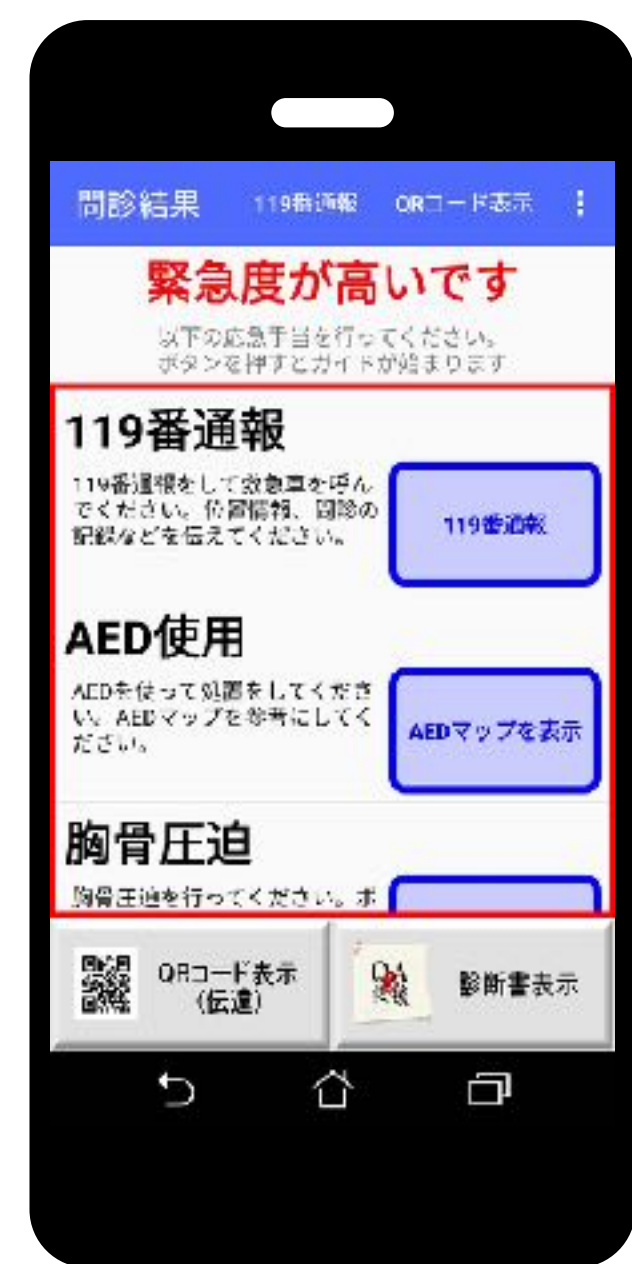 問診結果
119番通報
QRコード表示
緊急度が高いです
以下の応急手当を行ってください。
ボタンを押すとガイドが始まります
119番通報
119番通報をして救急車を呼ん
でください。位置情報、問診の
記録などを伝えてください。
119番通報
AED使用
AEDを使って処置をしてくださ
い。AEDマップを参考にしてく
ださい。
AEDマップを表示
胸骨圧迫
胸骨圧迫を行ってください。ボ
QRコード表示
(伝達)
診断書表示